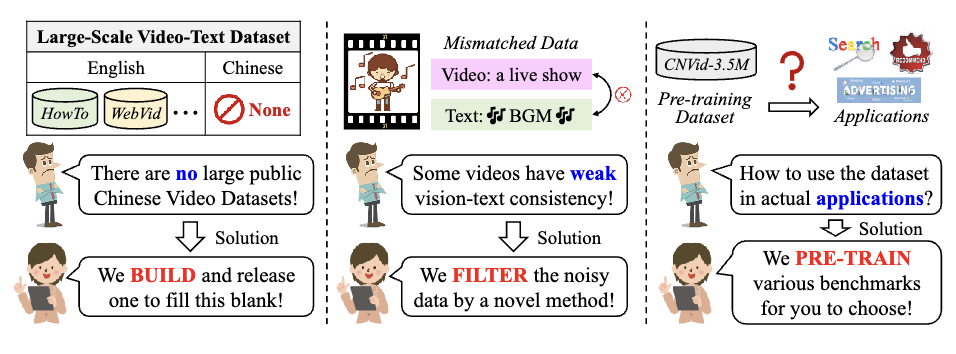 Large-Scale Video-Text Dataset
English
Chinese
HowTo
WebVid
...
None
There are no large public
Chinese Video Datasets!
Solution
We BUILD and release
one to fill this blank!
Mismatched Data
Video: a live show
Text: BGM
Some videos have weak
vision-text consistency!
Solution
We FILTER the noisy
data by a novel method!
CNVid-3.5M
Pre-training
Dataset
?
Search
RECOMMEND
ADVERTISING
Applications
How to use the dataset
in actual applications?
Solution
We PRE-TRAIN
various benchmarks
for you to choose!